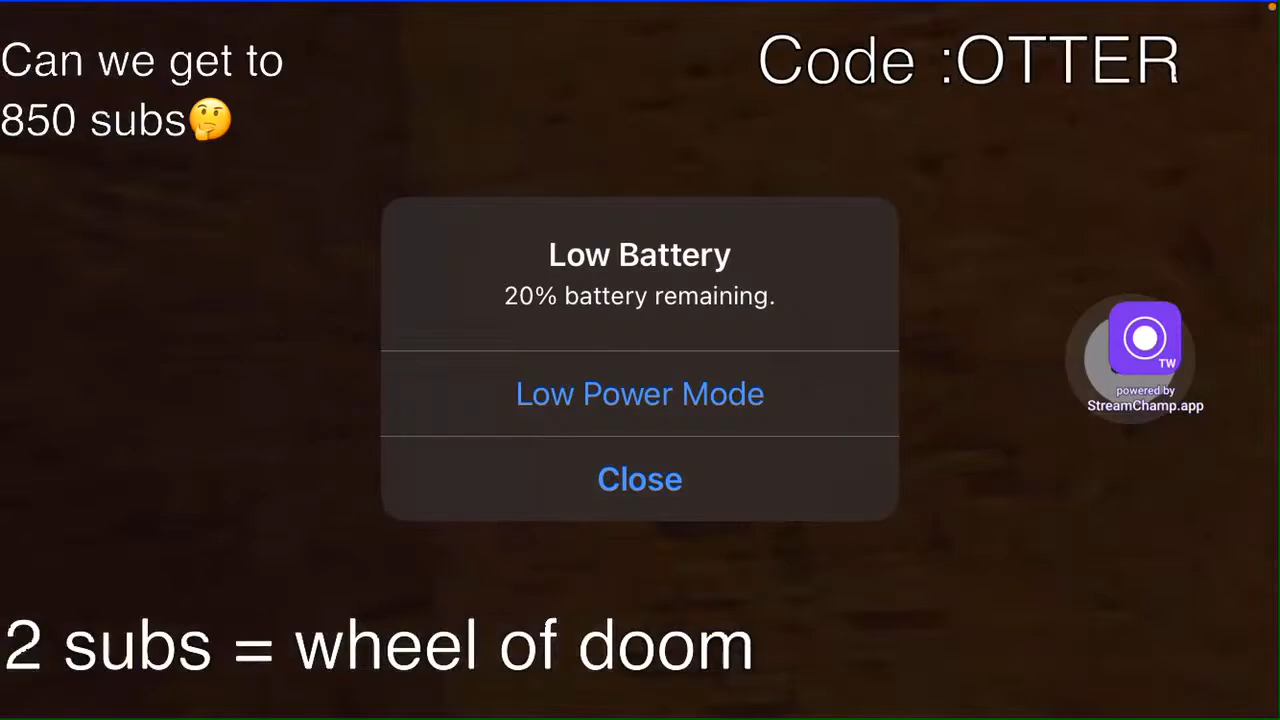 Can we get to
850 subs🤔
Code :OTTER
Low Battery
20% battery remaining.
Low Power Mode
Close
TW
powered by
StreamChamp.app
2 subs = wheel of doom